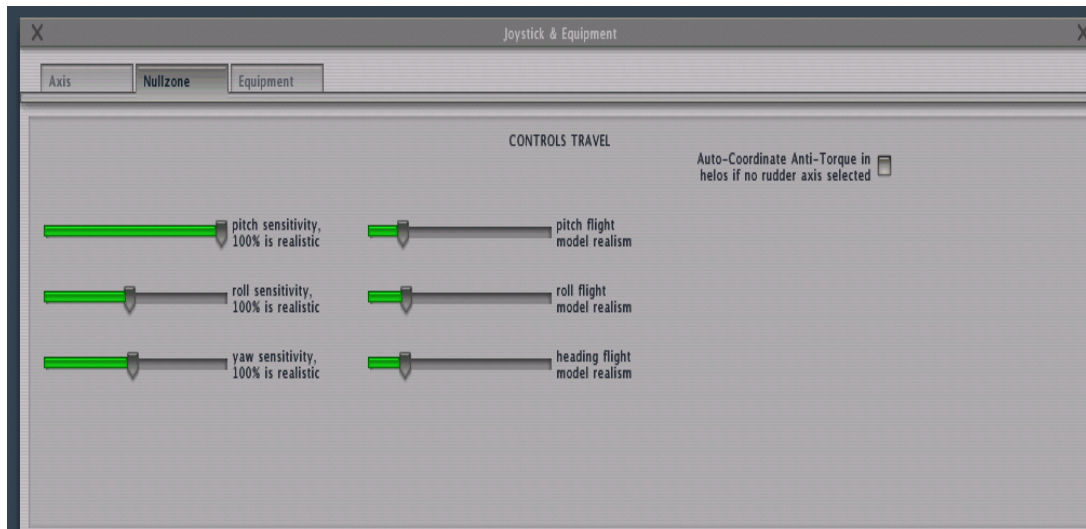 X Joystick & Equipment X
Axis Nullzone Equipment
CONTROLS TRAVEL
Auto-Coordinate Anti-Torque in
helos if no rudder axis selected
pitch sensitivity,
100% is realistic
pitch flight
model realism
roll sensitivity,
100% is realistic
roll flight
model realism
yaw sensitivity,
100% is realistic
heading flight
model realism